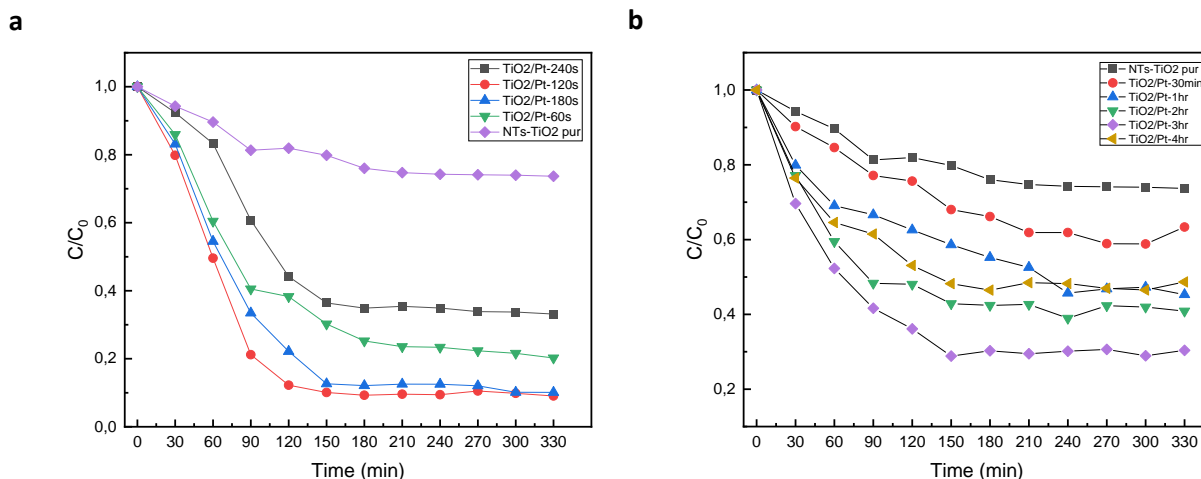 a
C/C0
1,0
0,8
0,6
0,4
0,2
0,0
0 30 60 90 120 150 180 210 240 270 300 330
Time (min)
TiO2/Pt-240s
TiO2/Pt-120s
TiO2/Pt-180s
TiO2/Pt-60s
NTs-TiO2 pur
b
C/C0
1,0
0,8
0,6
0,4
0,2
0 30 60 90 120 150 180 210 240 270 300 330
Time (min)
NTs-TiO2 pur
TiO2/Pt-30min
TiO2/Pt-1hr
TiO2/Pt-2hr
TiO2/Pt-3hr
TiO2/Pt-4hr